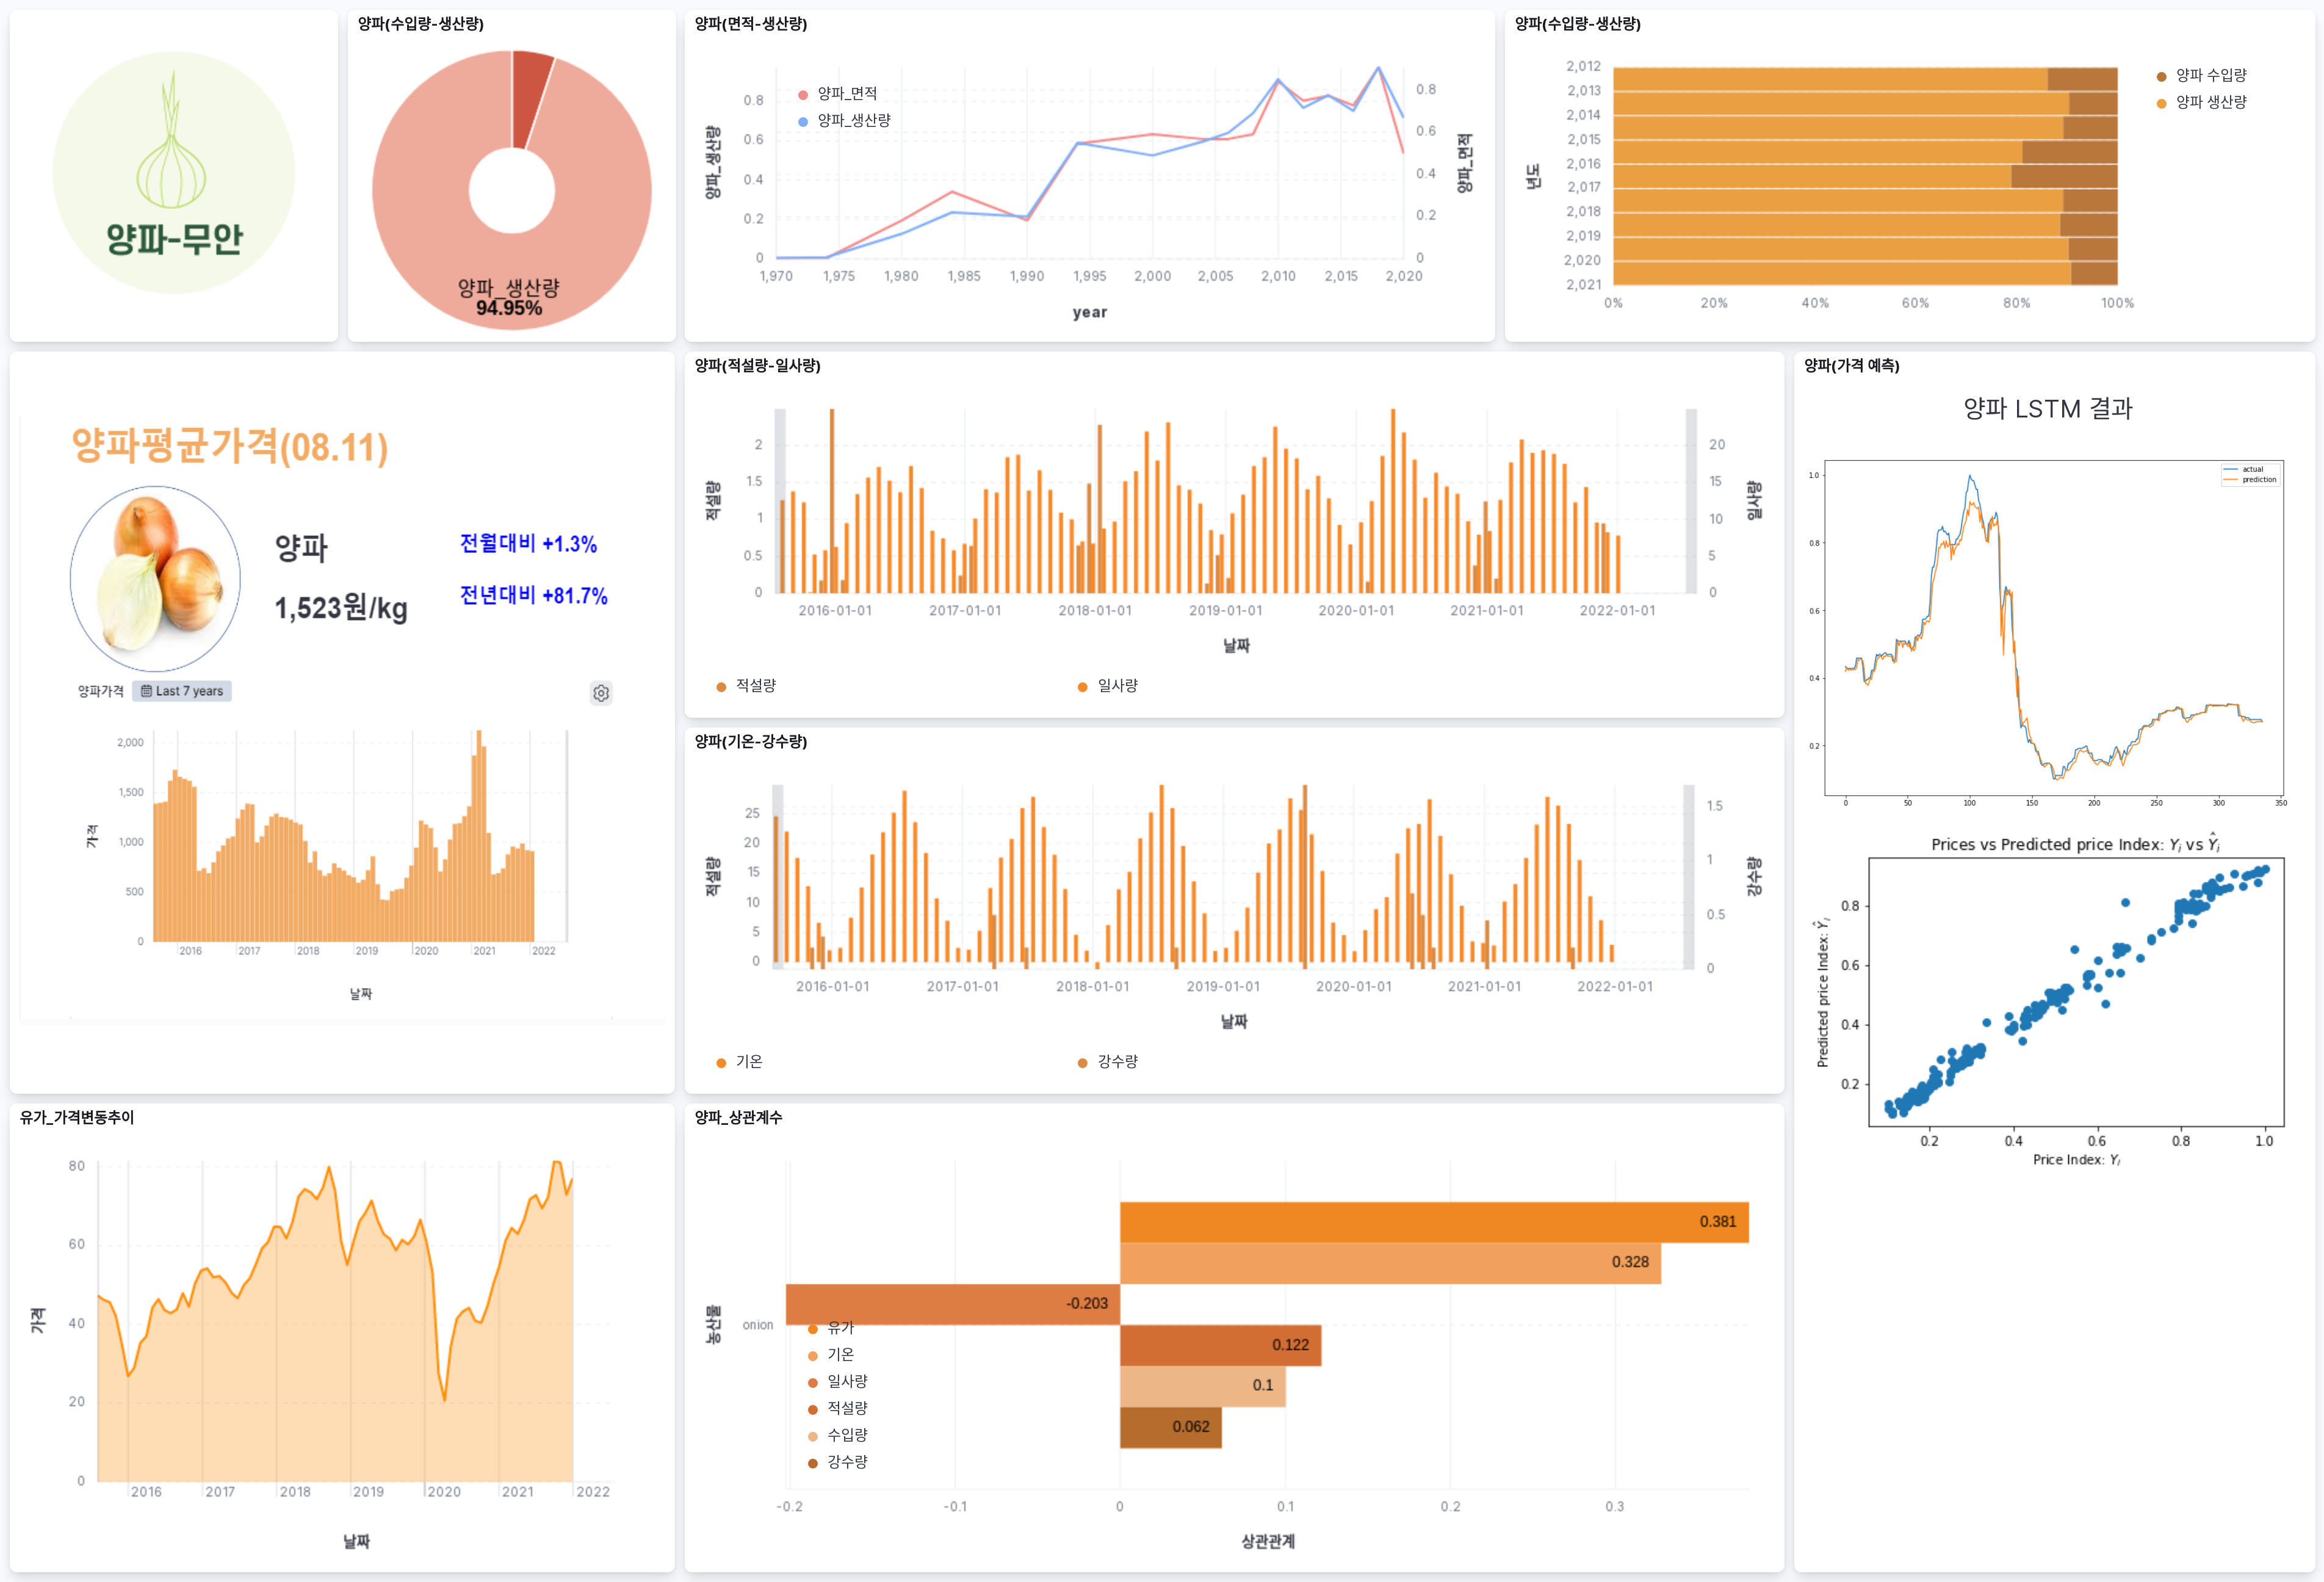 양파-무안
양파(수입량-생산량)
양파_생산량
94.95%
양파(면적-생산량)
양파_면적
양파_생산량
양파_생산량
0.8
0.6
0.4
0.2
0
양파_면적
0.8
0.6
0.4
0.2
0
1,970 1,975 1,980 1,985 1,990 1,995 2,000 2,005 2,010 2,015 2,020
year
양파(수입량-생산량)
년도
2,012
2,013
2,014
2,015
2,016
2,017
2,018
2,019
2,020
2,021
0% 20% 40% 60% 80% 100%
양파 수입량
양파 생산량
양파평균가격(08.11)
양파
1,523원/kg
전월대비 +1.3%
전년대비 +81.7%
양파가격 Last 7 years
가격
2,000
1,500
1,000
500
0
2016 2017 2018 2019 2020 2021 2022
날짜
양파(적설량-일사량)
적설량
2
1.5
1
0.5
0
일사량
20
15
10
5
0
2016-01-01 2017-01-01 2018-01-01 2019-01-01 2020-01-01 2021-01-01 2022-01-01
날짜
적설량 일사량
양파(기온-강수량)
적설량
25
20
15
10
5
0
강수량
1.5
1
0.5
0
2016-01-01 2017-01-01 2018-01-01 2019-01-01 2020-01-01 2021-01-01 2022-01-01
날짜
기온 강수량
양파(가격 예측)
양파 LSTM 결과
actual
prediction
1.0
0.8
0.6
0.4
0.2
0 50 100 150 200 250 300 350
Prices vs Predicted price Index: Yᵢ vs Ŷᵢ
Predicted price Index: Ŷᵢ
0.8
0.6
0.4
0.2
0.2 0.4 0.6 0.8 1.0
Price Index: Yᵢ
유가_가격변동추이
가격
80
60
40
20
0
2016 2017 2018 2019 2020 2021 2022
날짜
양파_상관계수
농산물
onion
0.381
0.328
-0.203
0.122
0.1
0.062
유가
기온
일사량
적설량
수입량
강수량
-0.2 -0.1 0 0.1 0.2 0.3
상관관계